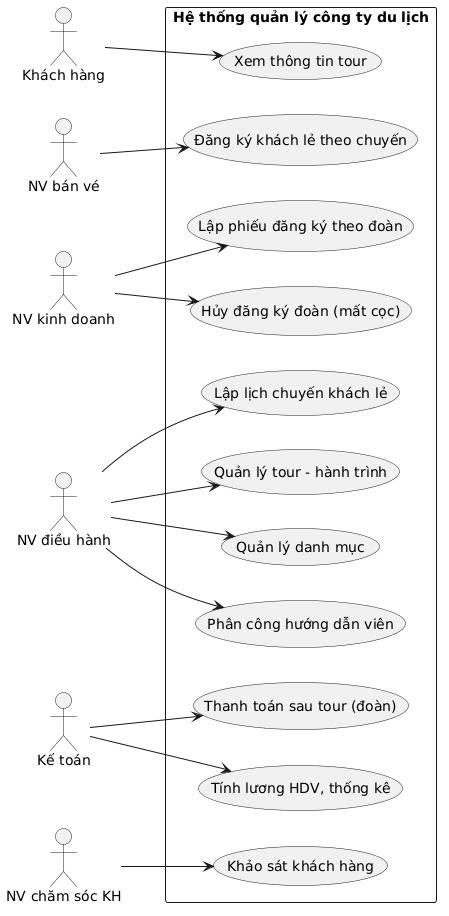 Hệ thống quản lý công ty du lịch
Khách hàng
Xem thông tin tour
NV bán vé
Đăng ký khách lẻ theo chuyến
NV kinh doanh
Lập phiếu đăng ký theo đoàn
Hủy đăng ký đoàn (mất cọc)
NV điều hành
Lập lịch chuyến khách lẻ
Quản lý tour - hành trình
Quản lý danh mục
Phân công hướng dẫn viên
Kế toán
Thanh toán sau tour (đoàn)
Tính lương HDV, thống kê
NV chăm sóc KH
Khảo sát khách hàng